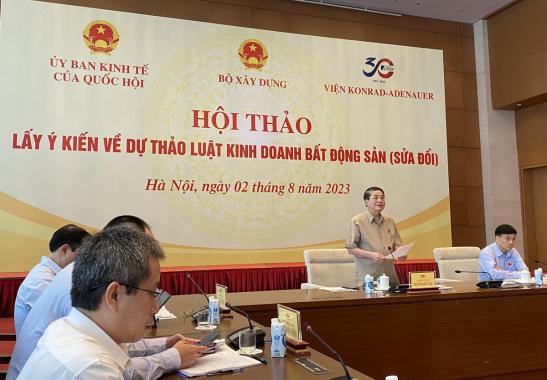 ỦY BAN KINH TẾ
CỦA QUỐC HỘI
BỘ XÂY DỰNG
30
VIỆN KONRAD-ADENAUER
HỘI THẢO
LẤY Ý KIẾN VỀ DỰ THẢO LUẬT KINH DOANH BẤT ĐỘNG SẢN (SỬA ĐỔI)
Hà Nội, ngày 02 tháng 8 năm 2023